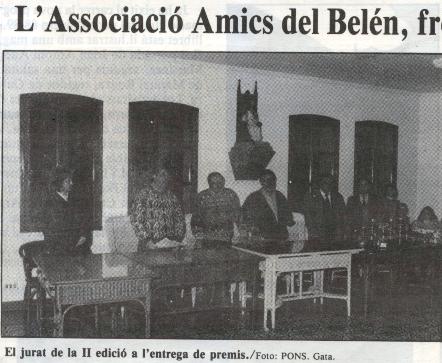 L'Associació Amics del Belén, fr
El jurat de la II edició a l'entrega de premis./Foto: PONS. Gata.